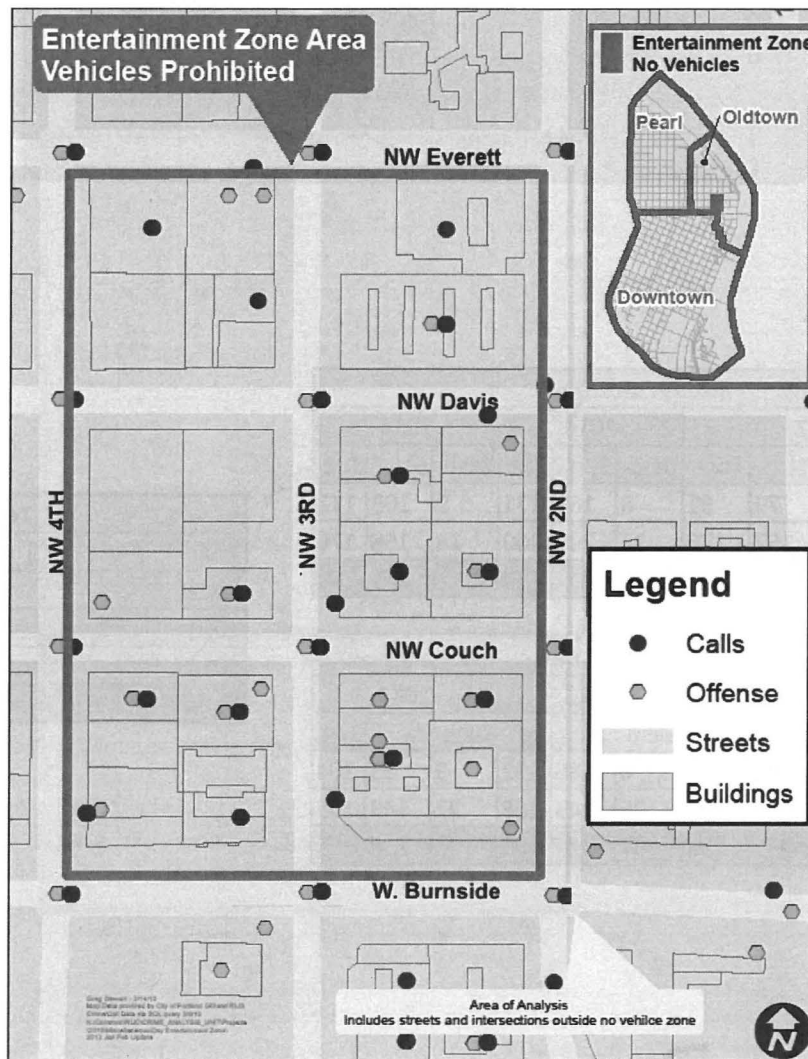 Entertainment Zone Area
Vehicles Prohibited
Entertainment Zone
No Vehicles
Pearl
Oldtown
Downtown
NW Everett
NW Davis
NW 4TH
NW 3RD
NW 2ND
NW Couch
W. Burnside
Legend
Calls
Offense
Streets
Buildings
Area of Analysis
Includes streets and intersections outside no vehilce zone
N